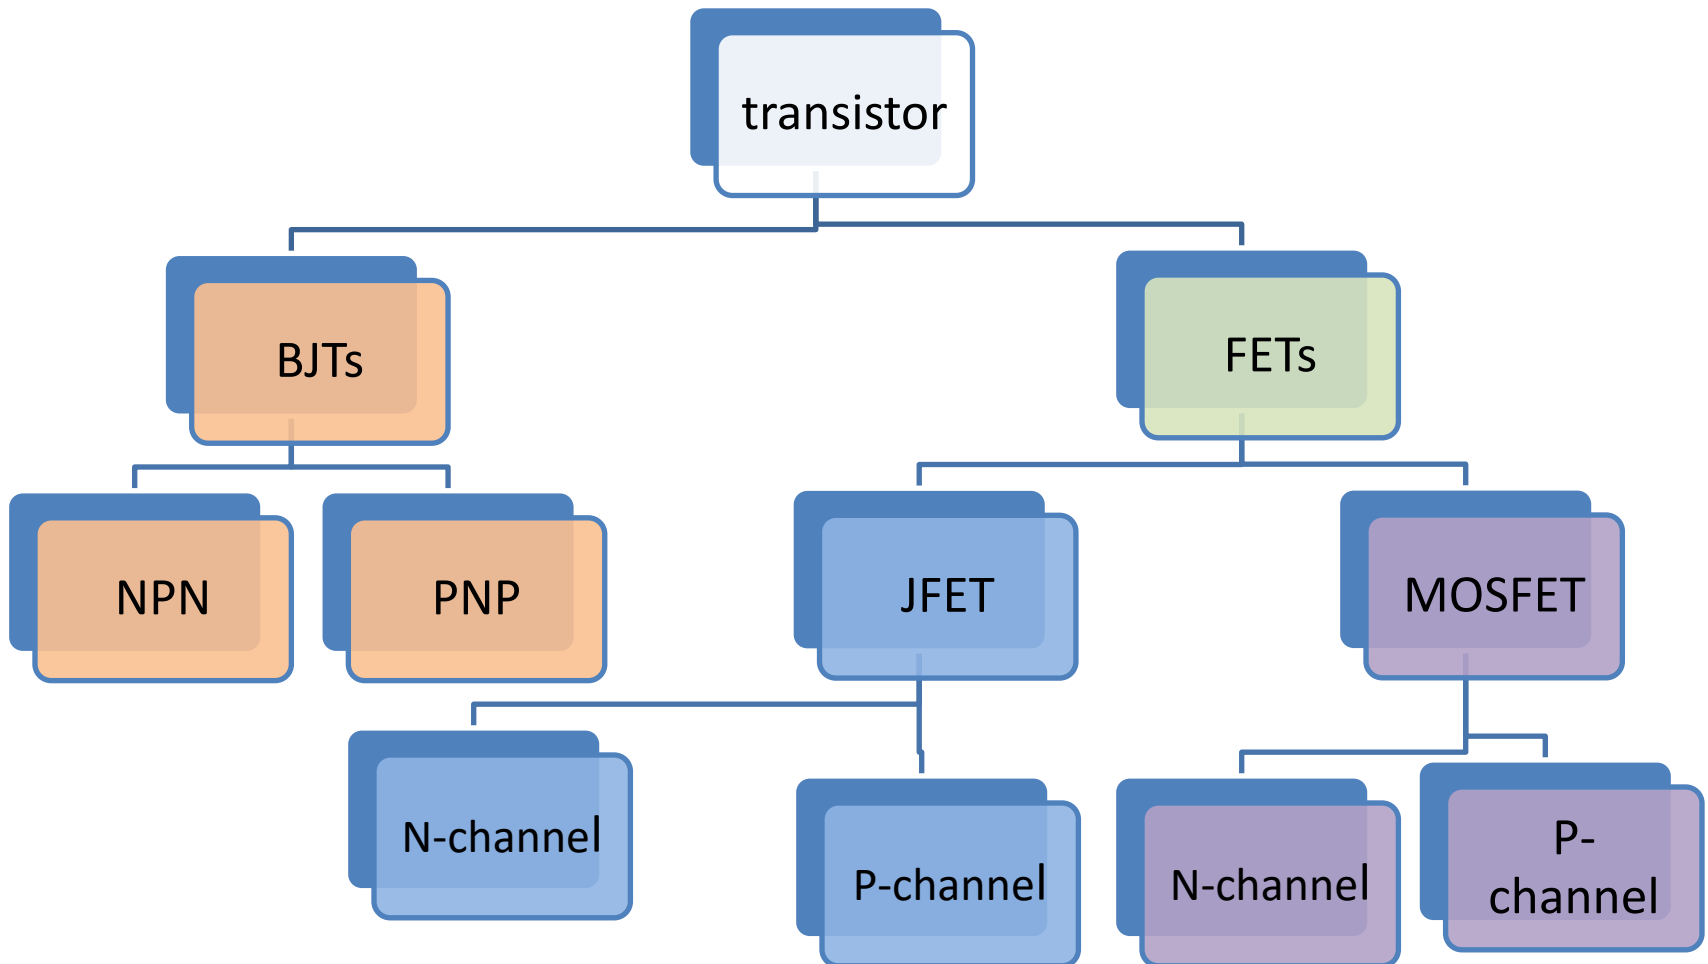 transistor
BJTs
FETs
NPN
PNP
JFET
MOSFET
N-channel
P-channel
N-channel
P-
channel